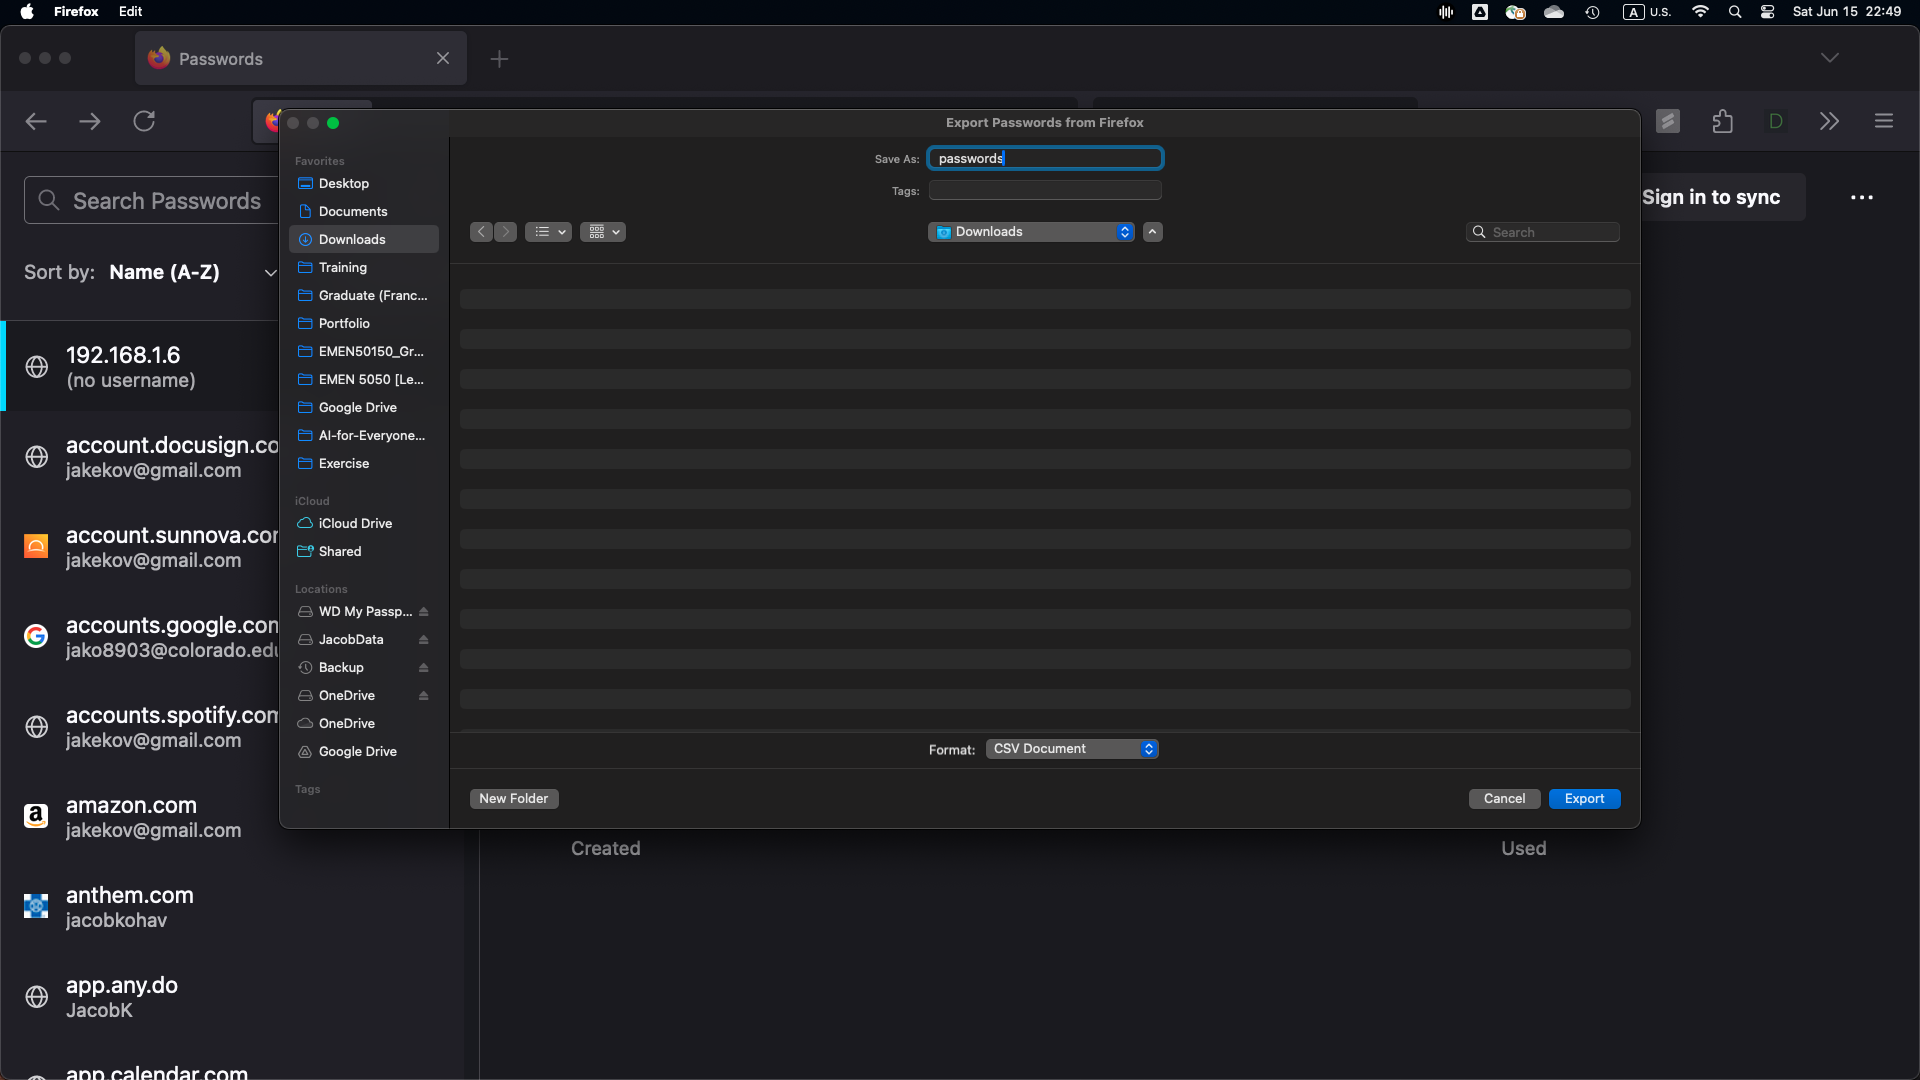 Firefox Edit
A U.S. Sat Jun 15 22:49
Passwords
D
Export Passwords from Firefox
Save As: passwords
Tags:
Downloads
Search
Favorites
Desktop
Documents
Downloads
Training
Graduate (Franc...
Portfolio
EMEN50150_Gr...
EMEN 5050 [Le...
Google Drive
AI-for-Everyone...
Exercise
iCloud
iCloud Drive
Shared
Locations
WD My Passp...
JacobData
Backup
OneDrive
OneDrive
Google Drive
Tags
Format: CSV Document
New Folder
Cancel Export
Search Passwords
Sign in to sync
Sort by: Name (A-Z)
192.168.1.6
(no username)
account.docusign.co
jakekov@gmail.com
account.sunnova.com
jakekov@gmail.com
accounts.google.com
jako8903@colorado.edu
accounts.spotify.com
jakekov@gmail.com
amazon.com
jakekov@gmail.com
anthem.com
jacobkohav
app.any.do
JacobK
app.calendar.com
Created Used